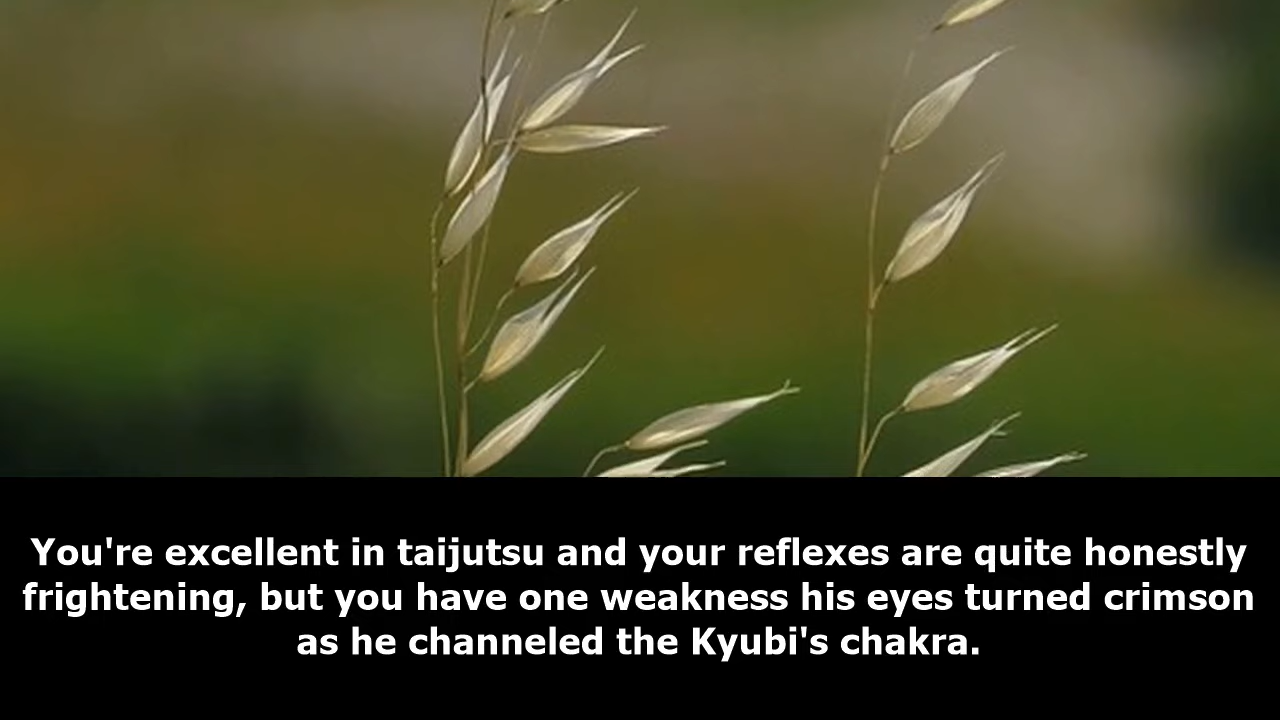 You're excellent in taijutsu and your reflexes are quite honestly
frightening, but you have one weakness his eyes turned crimson
as he channeled the Kyubi's chakra.